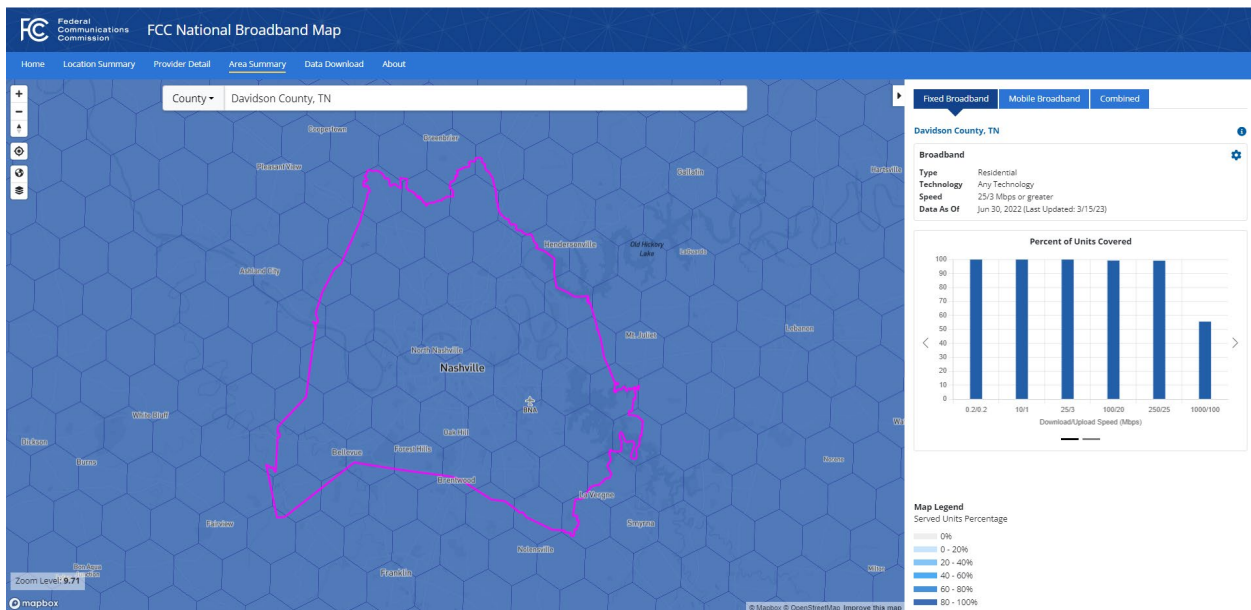 FCC
Federal
Communications
Commission
FCC National Broadband Map
Home Location Summary Provider Detail Area Summary Data Download About
County
Davidson County, TN
Coopertown
Greenbrier
Pleasant View
Gallatin
Hartsville
Hendersonville
Old Hickory
Lake
LaGuardo
Ashland City
Mt. Juliet
Lebanon
North Nashville
Nashville
BNA
White Bluff
Oak Hill
Dickson
Bellevue
Forest Hills
Burns
Brentwood
Norene
La Vergne
Fairview
Smyrna
Nolensville
Franklin
Milton
Zoom Level: 9.71
mapbox
© Mapbox © OpenStreetMap Improve this map
Fixed Broadband Mobile Broadband Combined
Davidson County, TN
Broadband
Type Residential
Technology Any Technology
Speed 25/3 Mbps or greater
Data As Of Jun 30, 2022 (Last Updated: 3/15/23)
Percent of Units Covered
100
90
80
70
60
50
40
30
20
10
0
0.2/0.2 10/1 25/3 100/20 250/25 1000/100
Download/Upload Speed (Mbps)
Map Legend
Served Units Percentage
0%
0 - 20%
20 - 40%
40 - 60%
60 - 80%
80 - 100%